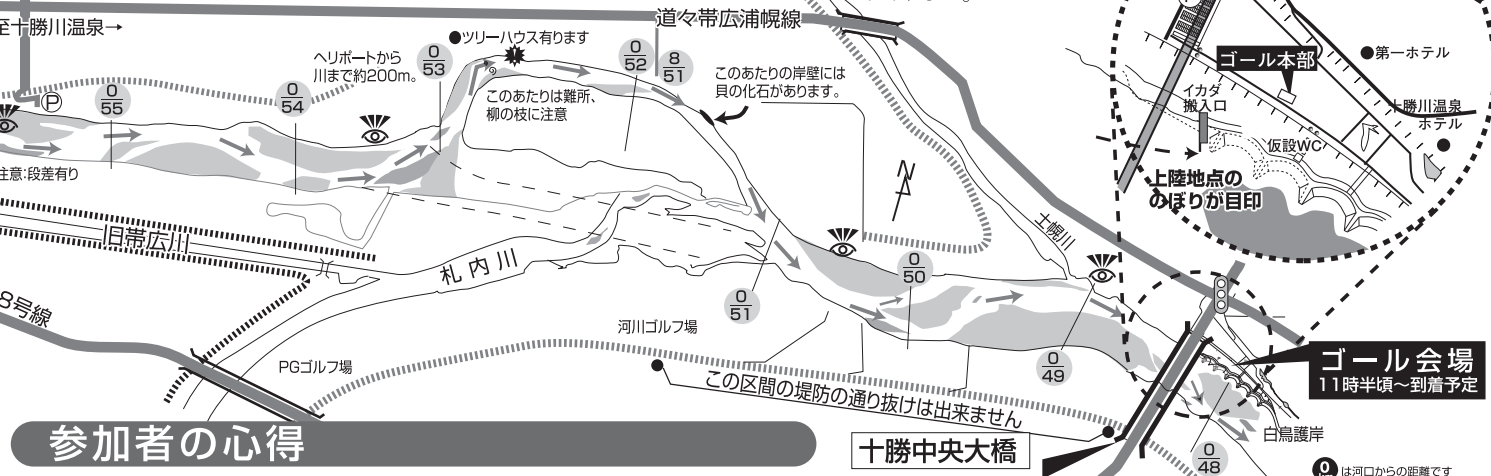 道々帯広浦幌線
至十勝川温泉→
●ツリーハウス有ります
ヘリポートから
川まで約200m。
0
53
0
52
8
51
このあたりの岸壁には
貝の化石があります。
0
55
0
54
P
このあたりは難所、
柳の枝に注意
注意:段差有り
旧帯広川
札内川
8号線
N
士幌川
0
51
0
50
0
49
0
48
河川ゴルフ場
PGゴルフ場
この区間の堤防の通り抜けは出来ません
十勝中央大橋
ゴール本部
●第一ホテル
イカダ
搬入口
十勝川温泉
ホテル
仮設WC
上陸地点の
のぼりが目印
ゴール会場
11時半頃〜到着予定
白鳥護岸
参加者の心得
0
は河口からの距離です